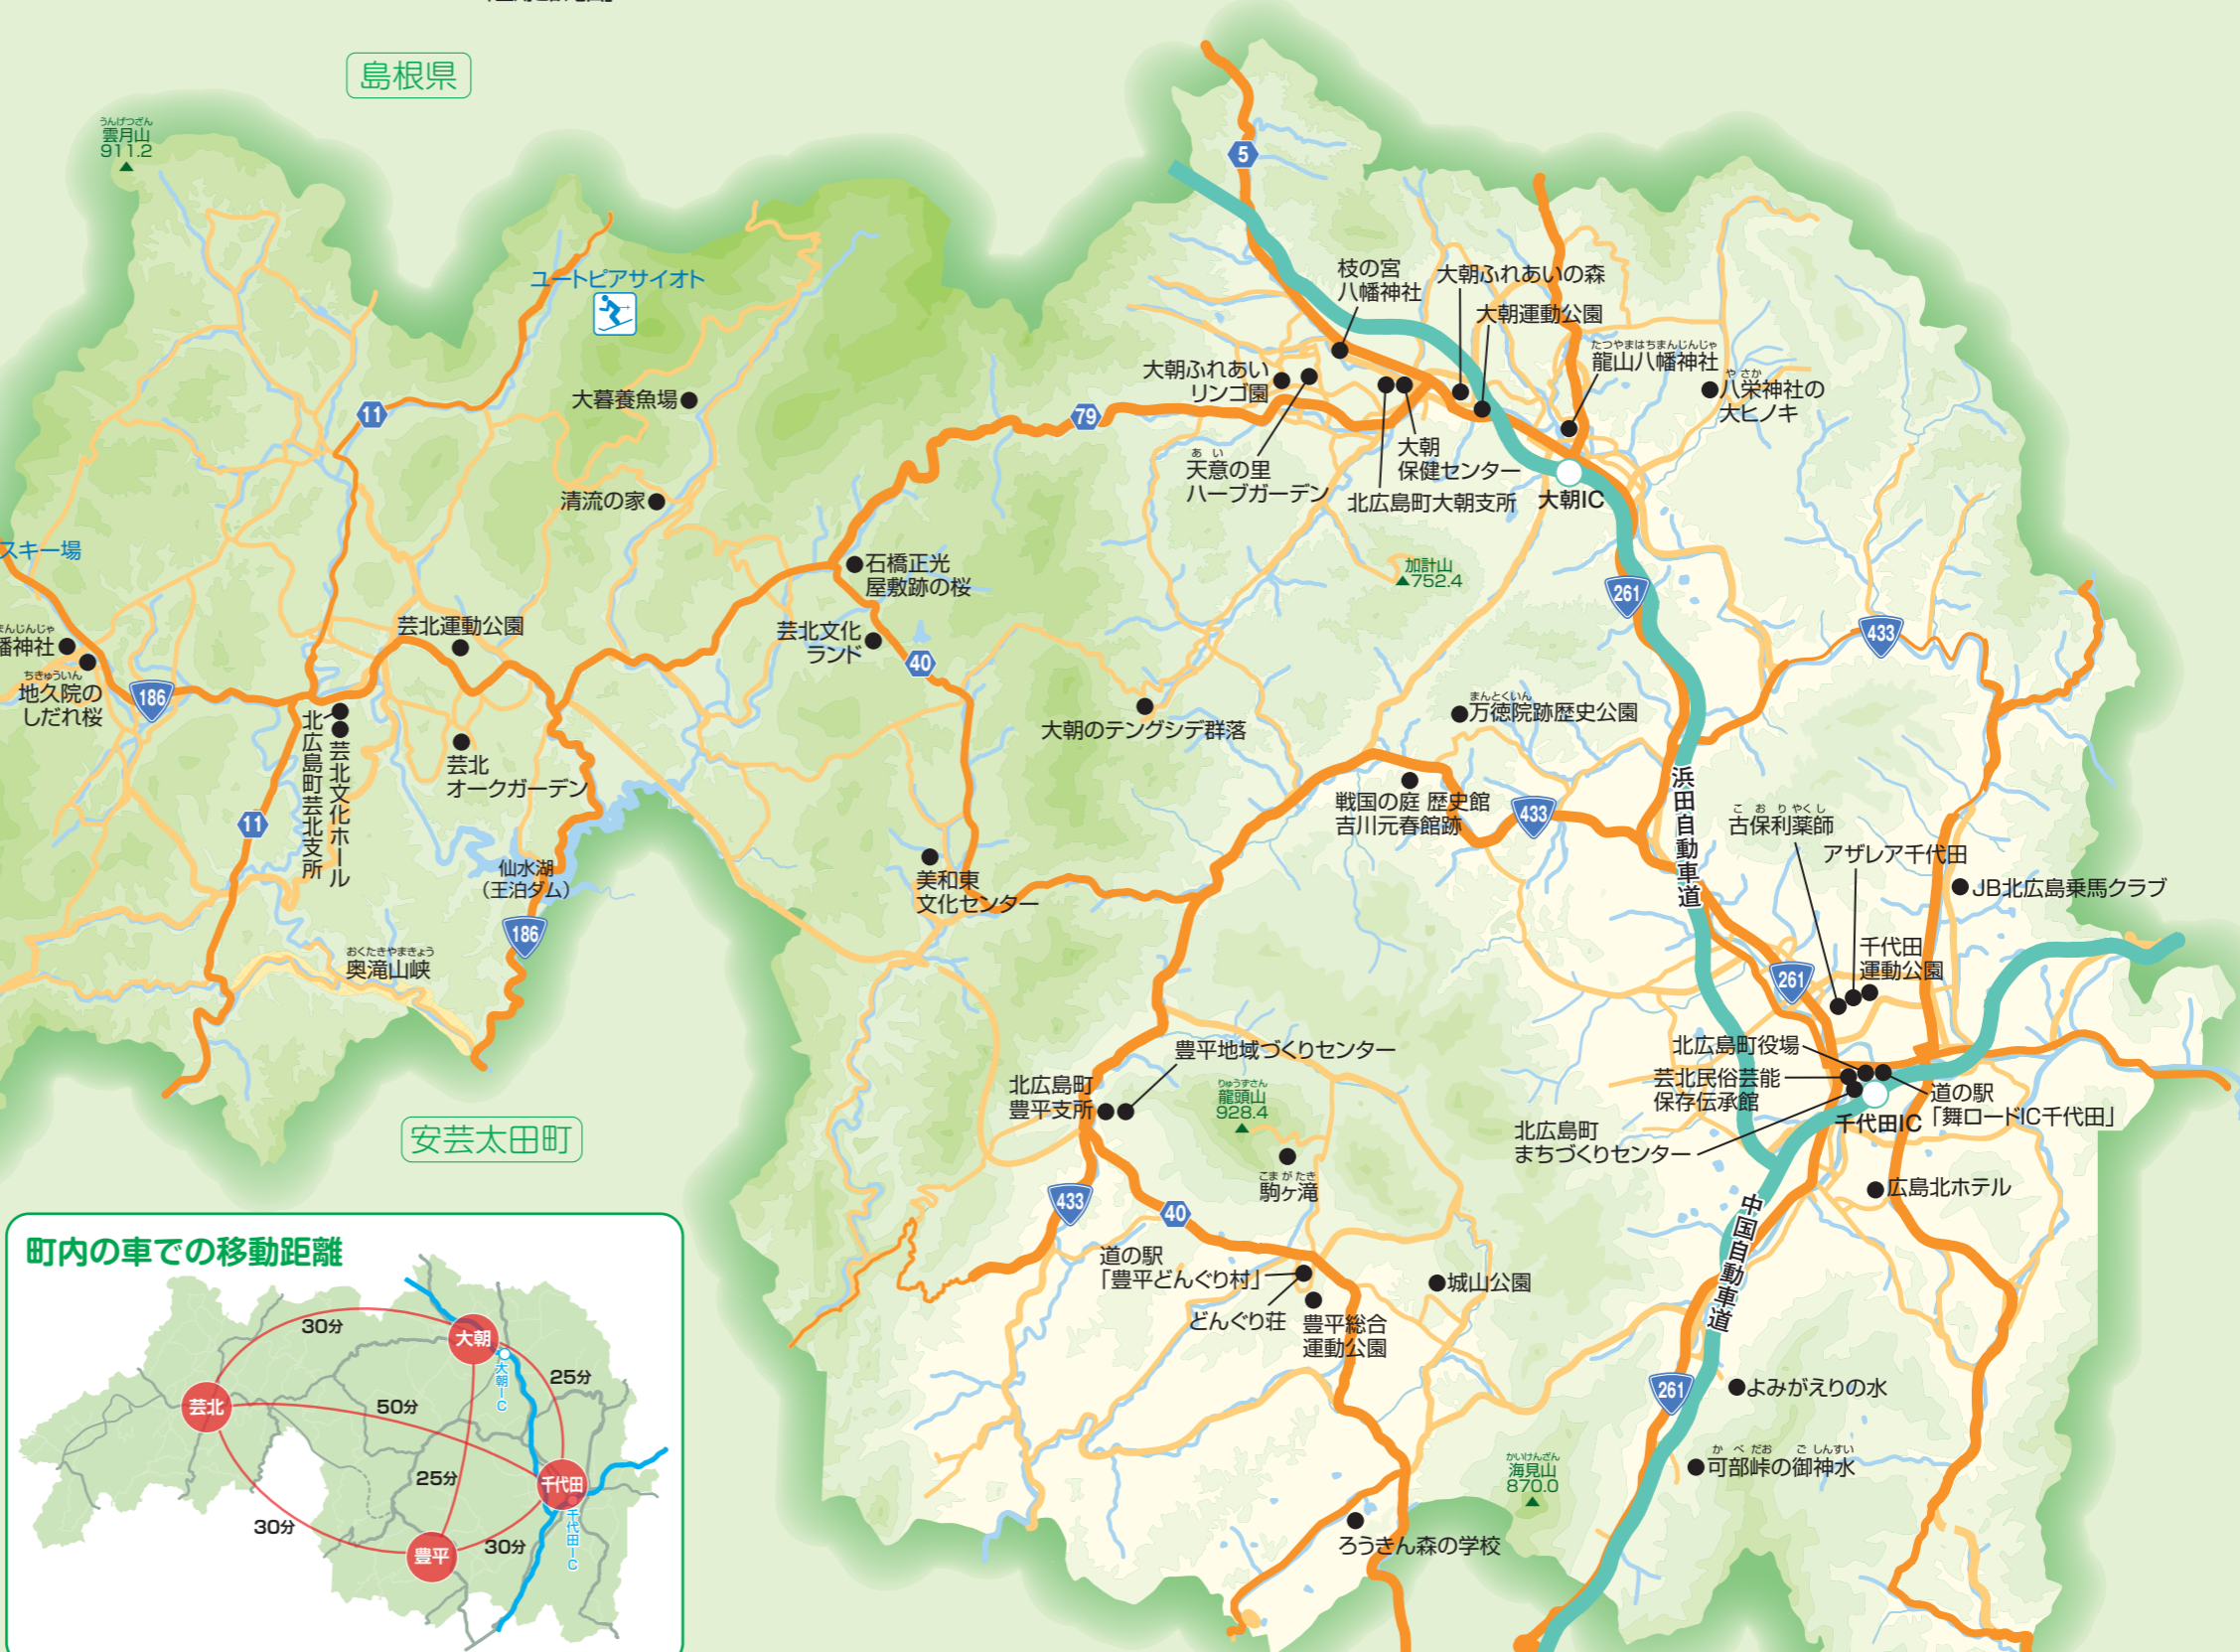 島根県
うんげつざん
雲月山
911.2
5
ユートピアサイオト
枝の宮
八幡神社
大朝ふれあいの森
大朝運動公園
たつやまはちまんじんじゃ
龍山八幡神社
やさか
八栄神社の
大ヒノキ
大朝ふれあい
リンゴ園
大暮養魚場
11
79
あい
天意の里
ハーブガーデン
大朝
保健センター
北広島町大朝支所
大朝IC
清流の家
スキー場
石橋正光
屋敷跡の桜
加計山
752.4
261
433
まんじんじゃ
幡神社
芸北運動公園
芸北文化
ランド
40
ちきゅういん
地久院の
しだれ桜
186
北広島町芸北支所
芸北文化ホール
芸北
オークガーデン
大朝のテングシデ群落
まんとくいん
万徳院跡歴史公園
戦国の庭 歴史館
吉川元春館跡
433
浜田自動車道
こおりやくし
古保利薬師
アザレア千代田
JB北広島乗馬クラブ
11
仙水湖
(王泊ダム)
186
美和東
文化センター
おくたきやまきょう
奥滝山峡
千代田
運動公園
261
北広島町役場
芸北民俗芸能
保存伝承館
道の駅
「舞ロードIC千代田」
千代田IC
北広島町
まちづくりセンター
豊平地域づくりセンター
北広島町
豊平支所
りゅうずさん
龍頭山
928.4
こまがたき
駒ヶ滝
安芸太田町
433
40
広島北ホテル
中国自動車道
道の駅
「豊平どんぐり村」
どんぐり荘
豊平総合
運動公園
城山公園
261
よみがえりの水
かべだお ごしんすい
可部峠の御神水
かいけんざん
海見山
870.0
ろうきん森の学校
町内の車での移動距離
30分
大朝
大朝IC
25分
芸北
50分
25分
千代田
千代田IC
30分
豊平
30分